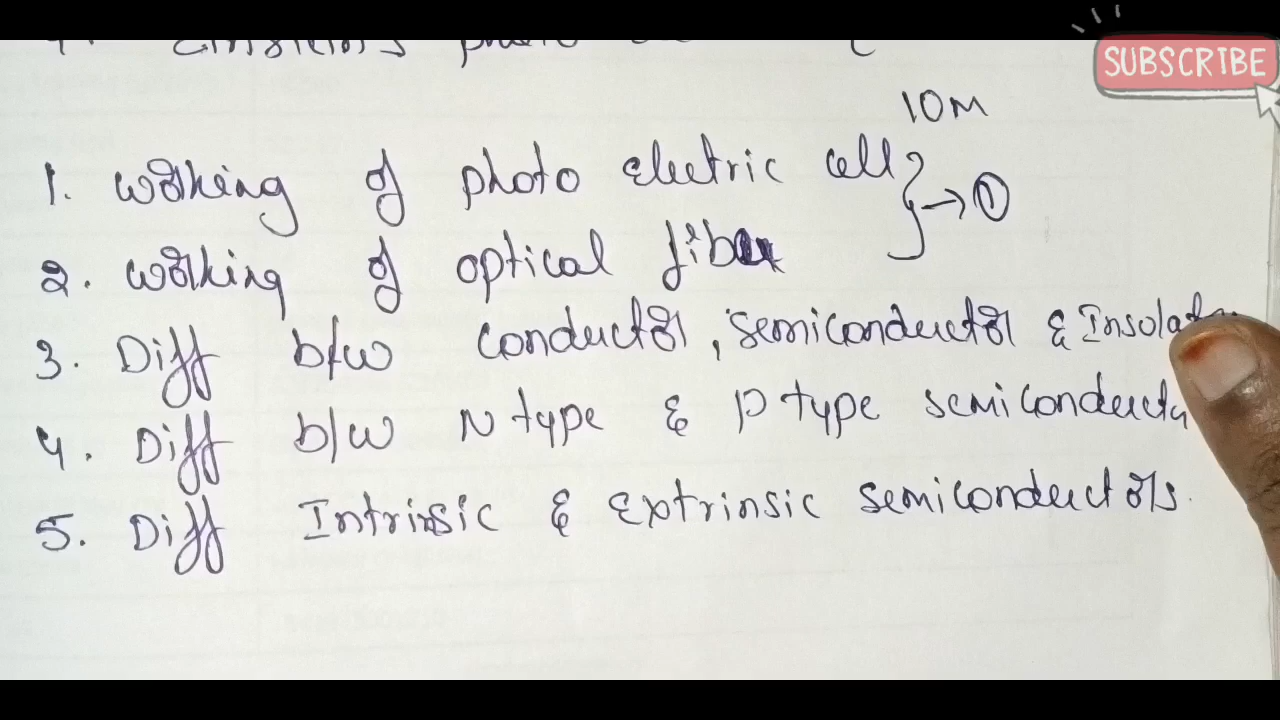 SUBSCRIBE
10M
1. working of photo electric cell
→ ①
2. working of optical fiber
3. Diff b/w conductor, semiconductor & Insolator
4. Diff b/w N type & p type semiconductor
5. Diff Intrinsic & Extrinsic semiconductors.